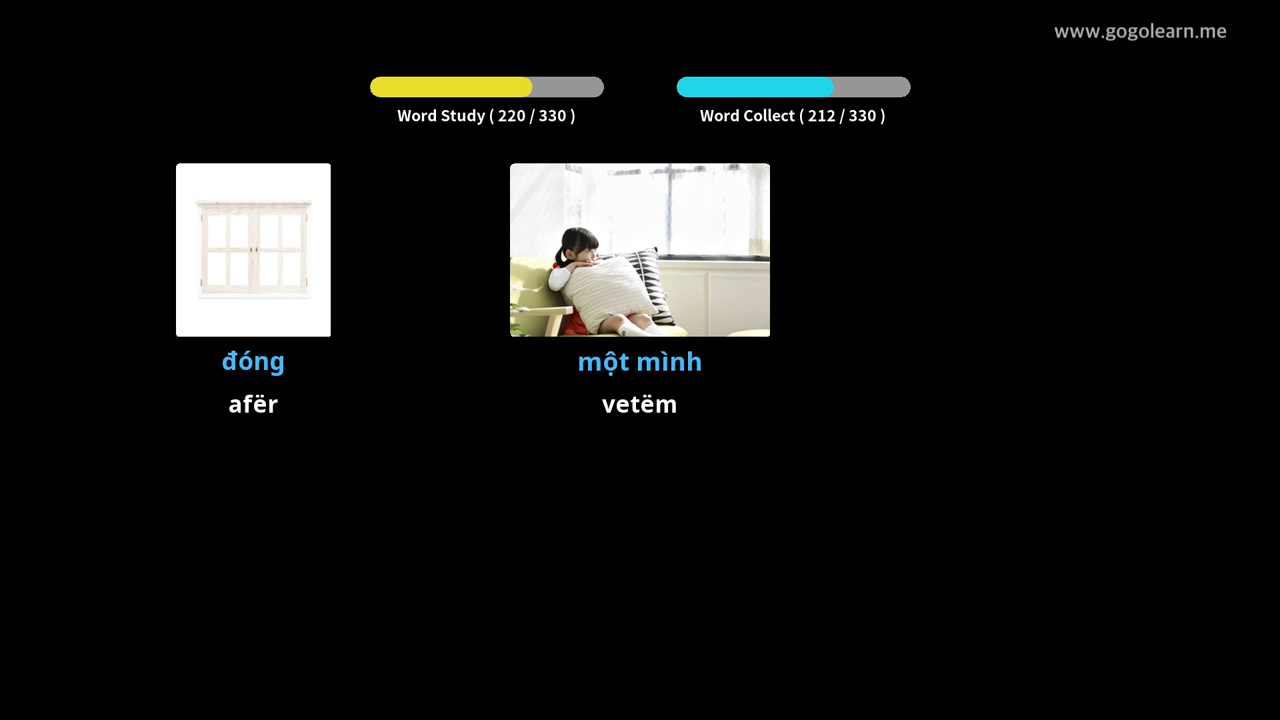 www.gogolearn.me
Word Study ( 220 / 330 )
Word Collect ( 212 / 330 )
đóng
afër
một mình
vetëm